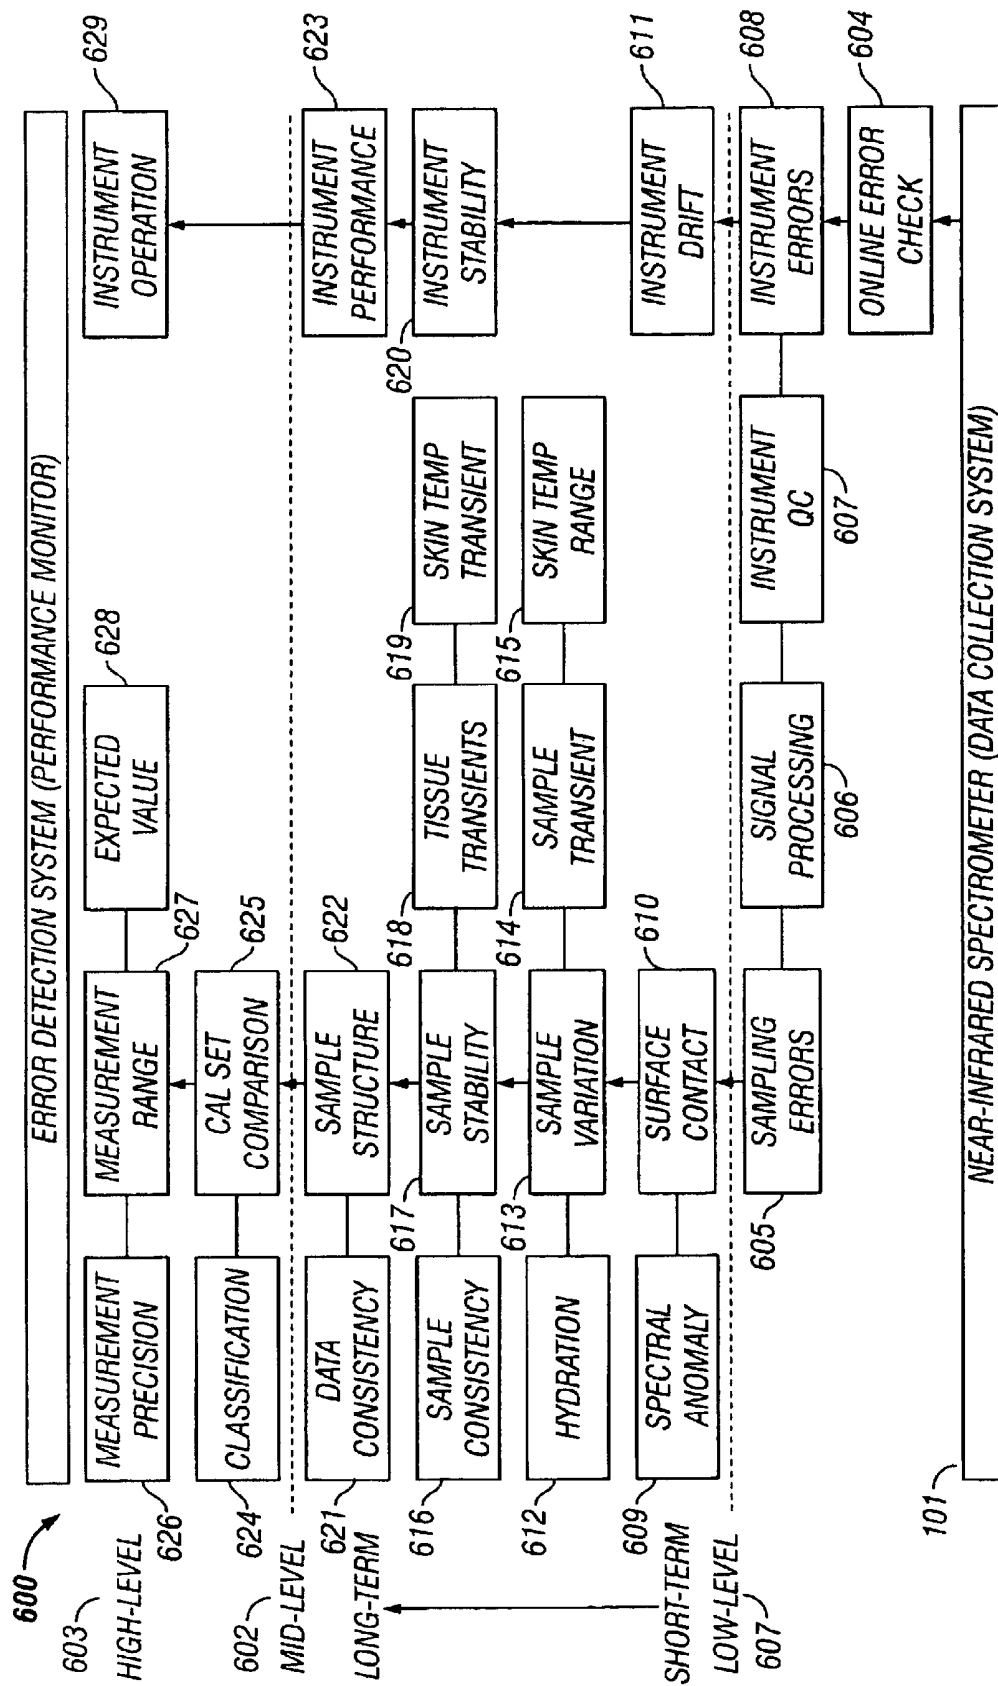 600
ERROR DETECTION SYSTEM (PERFORMANCE MONITOR)
603
HIGH-LEVEL
626
MEASUREMENT
PRECISION
MEASUREMENT
RANGE
627
EXPECTED
VALUE
628
INSTRUMENT
OPERATION
629
624
CLASSIFICATION
CAL SET
COMPARISON
625
602
MID-LEVEL
LONG-TERM
621
DATA
CONSISTENCY
SAMPLE
STRUCTURE
622
INSTRUMENT
PERFORMANCE
623
616
SAMPLE
CONSISTENCY
617
SAMPLE
STABILITY
618
TISSUE
TRANSIENTS
619
SKIN TEMP
TRANSIENT
620
INSTRUMENT
STABILITY
612
HYDRATION
613
SAMPLE
VARIATION
614
SAMPLE
TRANSIENT
615
SKIN TEMP
RANGE
609
SPECTRAL
ANOMALY
SURFACE
CONTACT
610
INSTRUMENT
DRIFT
611
SHORT-TERM
LOW-LEVEL
607
605
SAMPLING
ERRORS
SIGNAL
PROCESSING
606
INSTRUMENT
QC
607
INSTRUMENT
ERRORS
608
ONLINE ERROR
CHECK
604
101
NEAR-INFRARED SPECTROMETER (DATA COLLECTION SYSTEM)